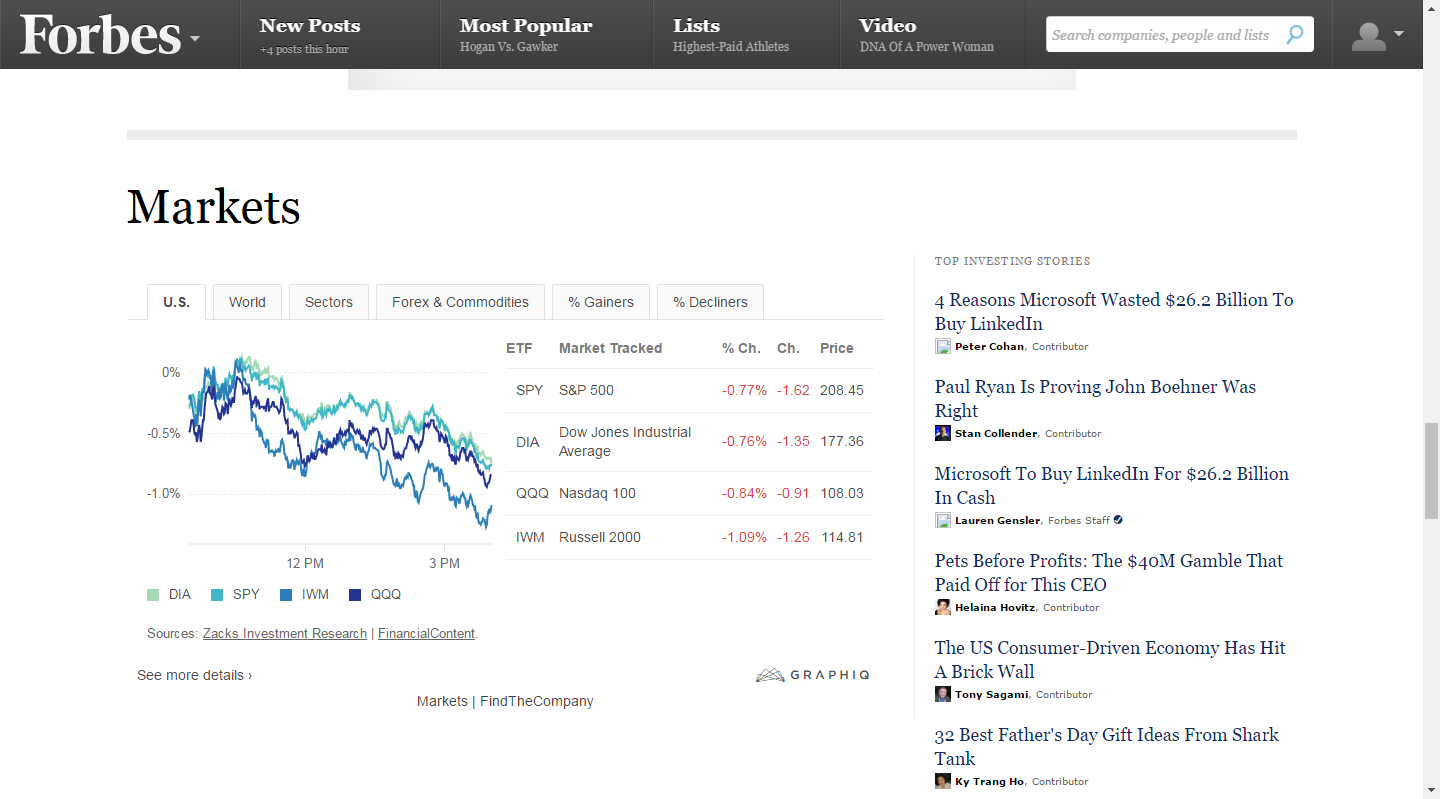 Forbes
New Posts
+4 posts this hour
Most Popular
Hogan Vs. Gawker
Lists
Highest-Paid Athletes
Video
DNA Of A Power Woman
Search companies, people and lists
Markets
U.S.
World
Sectors
Forex & Commodities
% Gainers
% Decliners
0%
-0.5%
-1.0%
12 PM
3 PM
ETF Market Tracked % Ch. Ch. Price
SPY S&P 500 -0.77% -1.62 208.45
DIA Dow Jones Industrial
Average -0.76% -1.35 177.36
QQQ Nasdaq 100 -0.84% -0.91 108.03
IWM Russell 2000 -1.09% -1.26 114.81
DIA SPY IWM QQQ
Sources: Zacks Investment Research | FinancialContent.
See more details ›
GRAPHIQ
Markets | FindTheCompany
TOP INVESTING STORIES
4 Reasons Microsoft Wasted $26.2 Billion To
Buy LinkedIn
Peter Cohan, Contributor
Paul Ryan Is Proving John Boehner Was
Right
Stan Collender, Contributor
Microsoft To Buy LinkedIn For $26.2 Billion
In Cash
Lauren Gensler, Forbes Staff
Pets Before Profits: The $40M Gamble That
Paid Off for This CEO
Helaina Hovitz, Contributor
The US Consumer-Driven Economy Has Hit
A Brick Wall
Tony Sagami, Contributor
32 Best Father's Day Gift Ideas From Shark
Tank
Ky Trang Ho, Contributor